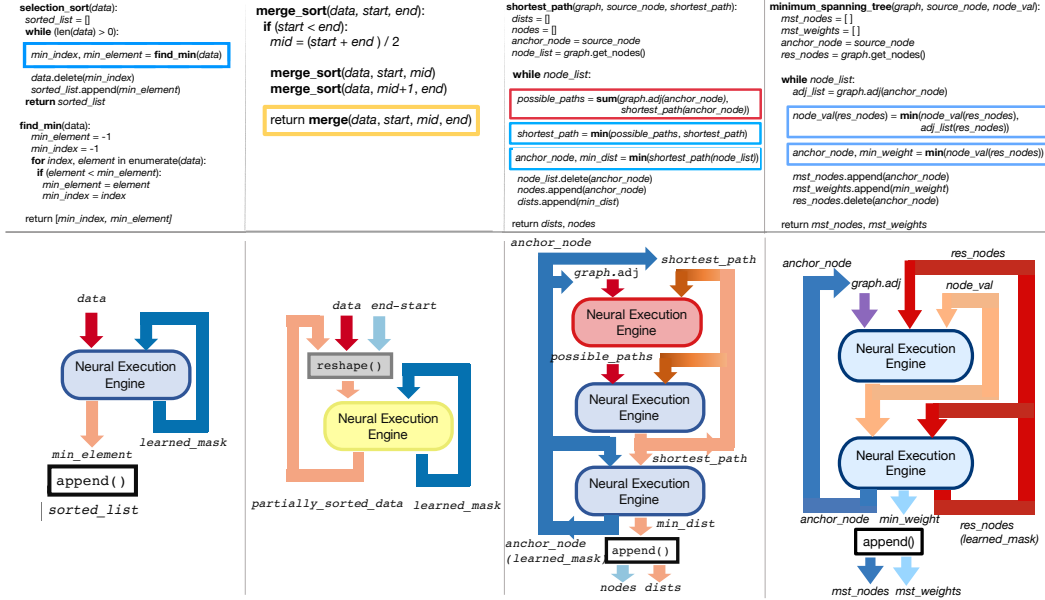 selection_sort(data):
sorted_list = []
while (len(data) > 0):
min_index, min_element = find_min(data)
data.delete(min_index)
sorted_list.append(min_element)
return sorted_list
find_min(data):
min_element = -1
min_index = -1
for index, element in enumerate(data):
if (element < min_element):
min_element = element
min_index = index
return [min_index, min_element]
merge_sort(data, start, end):
if (start < end):
mid = (start + end ) / 2
merge_sort(data, start, mid)
merge_sort(data, mid+1, end)
return merge(data, start, mid, end)
shortest_path(graph, source_node, shortest_path):
dists = []
nodes = []
anchor_node = source_node
node_list = graph.get_nodes()
while node_list:
possible_paths = sum(graph.adj(anchor_node),
shortest_path(anchor_node))
shortest_path = min(possible_paths, shortest_path)
anchor_node, min_dist = min(shortest_path(node_list))
node_list.delete(anchor_node)
nodes.append(anchor_node)
dists.append(min_dist)
return dists, nodes
minimum_spanning_tree(graph, source_node, node_val):
mst_nodes = [ ]
mst_weights = [ ]
anchor_node = source_node
res_nodes = graph.get_nodes()
while node_list:
adj_list = graph.adj(anchor_node)
node_val(res_nodes) = min(node_val(res_nodes),
adj_list(res_nodes))
anchor_node, min_weight = min(node_val(res_nodes))
mst_nodes.append(anchor_node)
mst_weights.append(min_weight)
res_nodes.delete(anchor_node)
return mst_nodes, mst_weights
data
Neural Execution
Engine
learned_mask
min_element
append()
sorted_list
data end-start
reshape()
Neural Execution
Engine
partially_sorted_data
learned_mask
anchor_node
shortest_path
graph.adj
Neural Execution
Engine
possible_paths
Neural Execution
Engine
shortest_path
Neural Execution
Engine
min_dist
anchor_node
(learned_mask)
append()
nodes dists
res_nodes
anchor_node
graph.adj
node_val
Neural Execution
Engine
Neural Execution
Engine
anchor_node
min_weight
res_nodes
(learned_mask)
append()
mst_nodes mst_weights